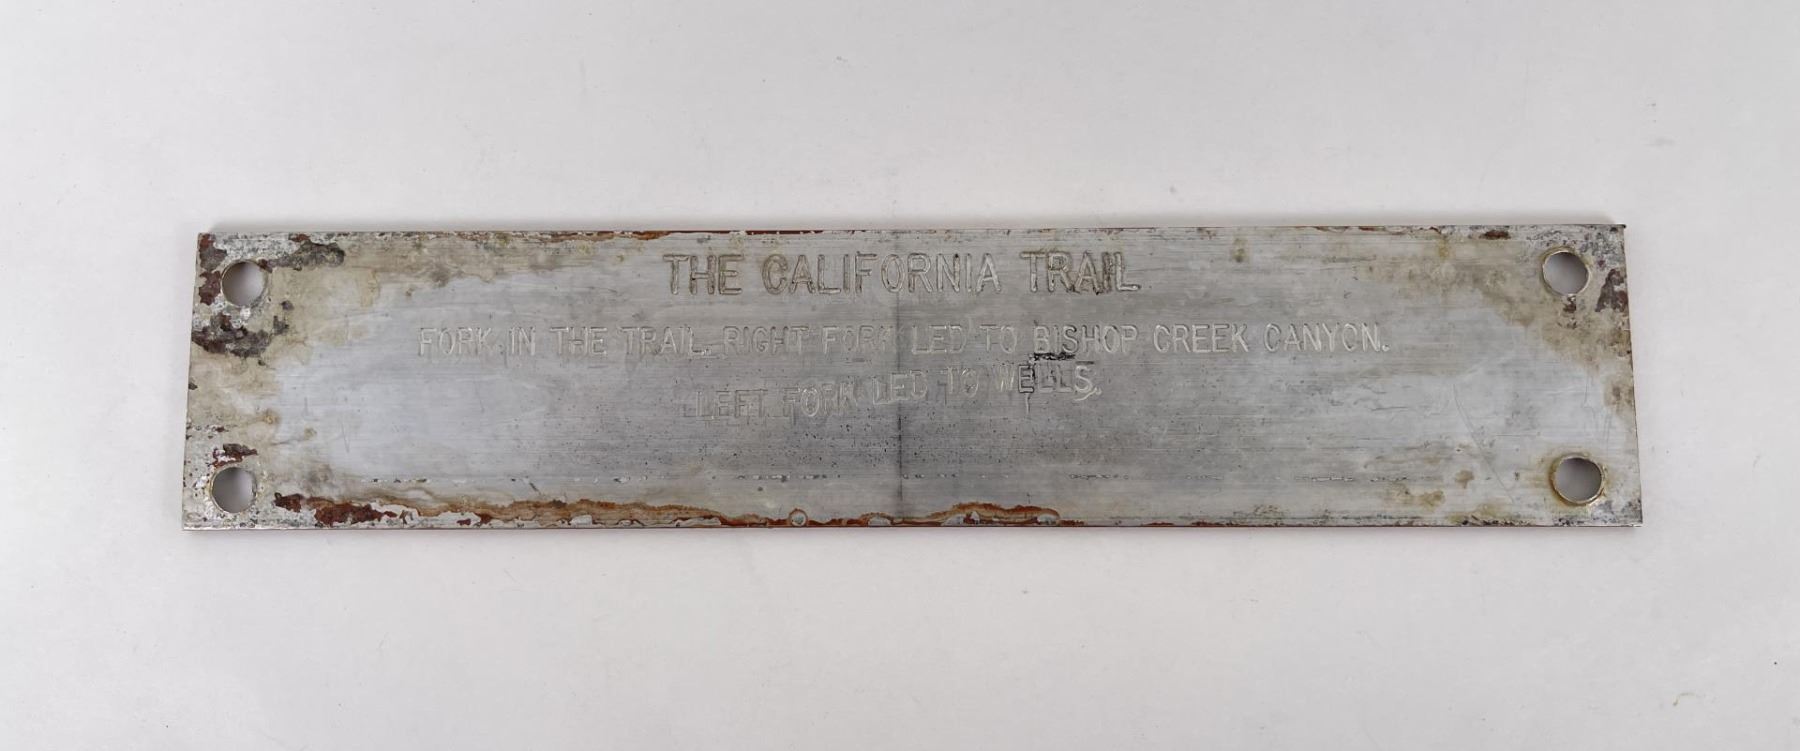 THE CALIFORNIA TRAIL
FORK IN THE TRAIL. RIGHT FORK LED TO BISHOP CREEK CANYON.
LEFT FORK LED TO WELLS.